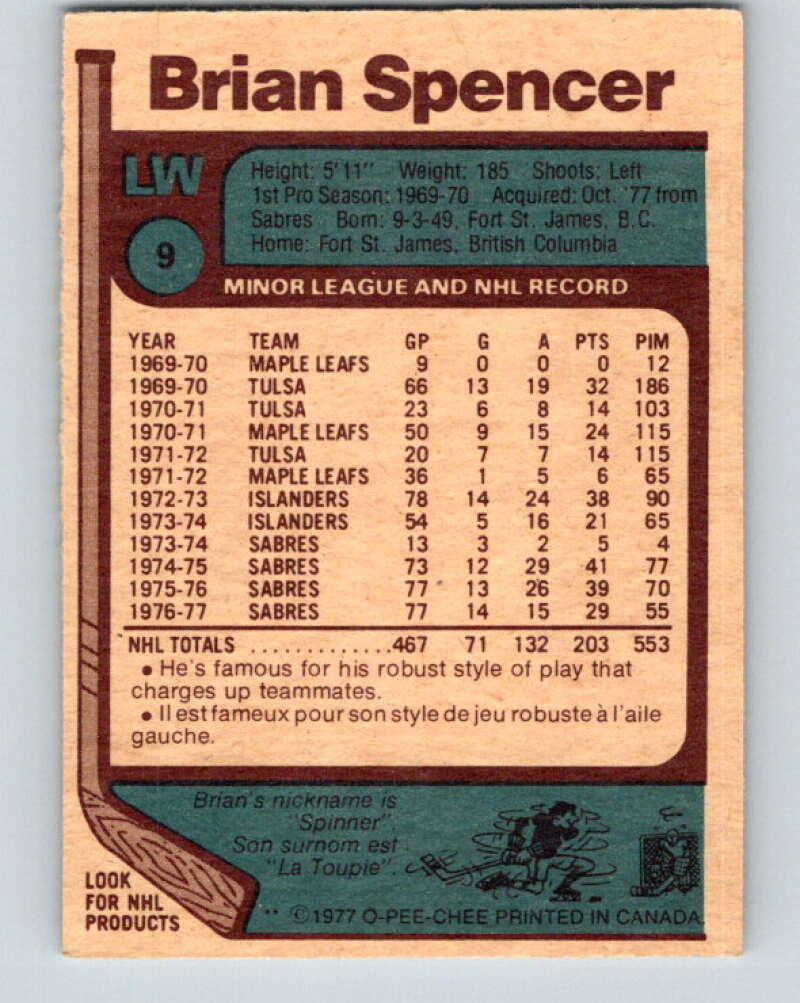 Brian Spencer
LW
9
Height: 5'11" Weight: 185 Shoots: Left
1st Pro Season: 1969-70 Acquired: Oct. '77 from
Sabres Born: 9-3-49, Fort St. James, B.C.
Home: Fort St. James, British Columbia
MINOR LEAGUE AND NHL RECORD
YEAR TEAM GP G A PTS PIM
1969-70 MAPLE LEAFS 9 0 0 0 12
1969-70 TULSA 66 13 19 32 186
1970-71 TULSA 23 6 8 14 103
1970-71 MAPLE LEAFS 50 9 15 24 115
1971-72 TULSA 20 7 7 14 115
1971-72 MAPLE LEAFS 36 1 5 6 65
1972-73 ISLANDERS 78 14 24 38 90
1973-74 ISLANDERS 54 5 16 21 65
1973-74 SABRES 13 3 2 5 4
1974-75 SABRES 73 12 29 41 77
1975-76 SABRES 77 13 26 39 70
1976-77 SABRES 77 14 15 29 55
NHL TOTALS .............467 71 132 203 553
• He's famous for his robust style of play that
charges up teammates.
• Il est fameux pour son style de jeu robuste à l'aile
gauche.
Brian's nickname is
"Spinner".
Son surnom est
"La Toupie".
LOOK
FOR NHL
PRODUCTS
** ©1977 O-PEE-CHEE PRINTED IN CANADA